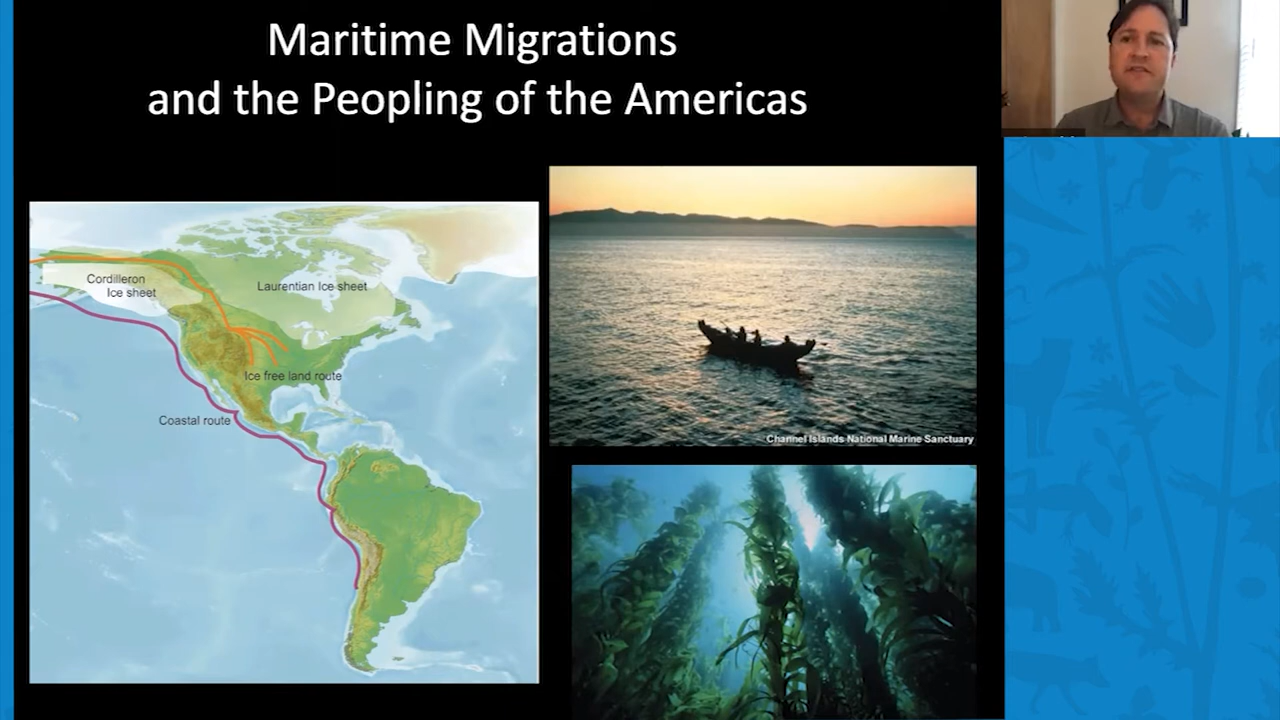 Maritime Migrations
and the Peopling of the Americas
Cordilleron
Ice sheet
Laurentian Ice sheet
Ice free land route
Coastal route
Channel Islands National Marine Sanctuary